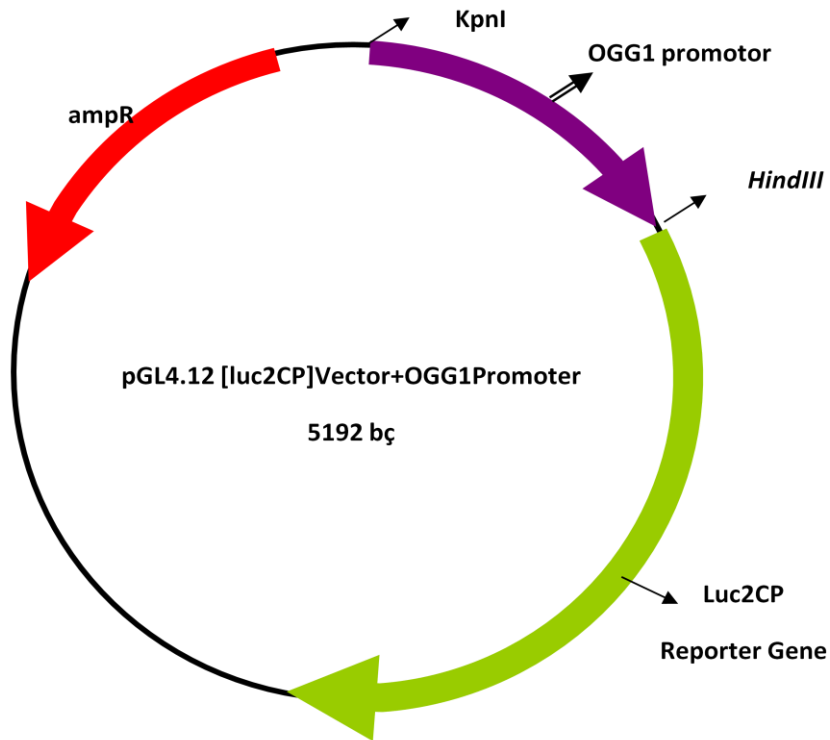 KpnI
OGG1 promotor
ampR
HindIII
pGL4.12 [luc2CP]Vector+OGG1Promoter
5192 bç
Luc2CP
Reporter Gene